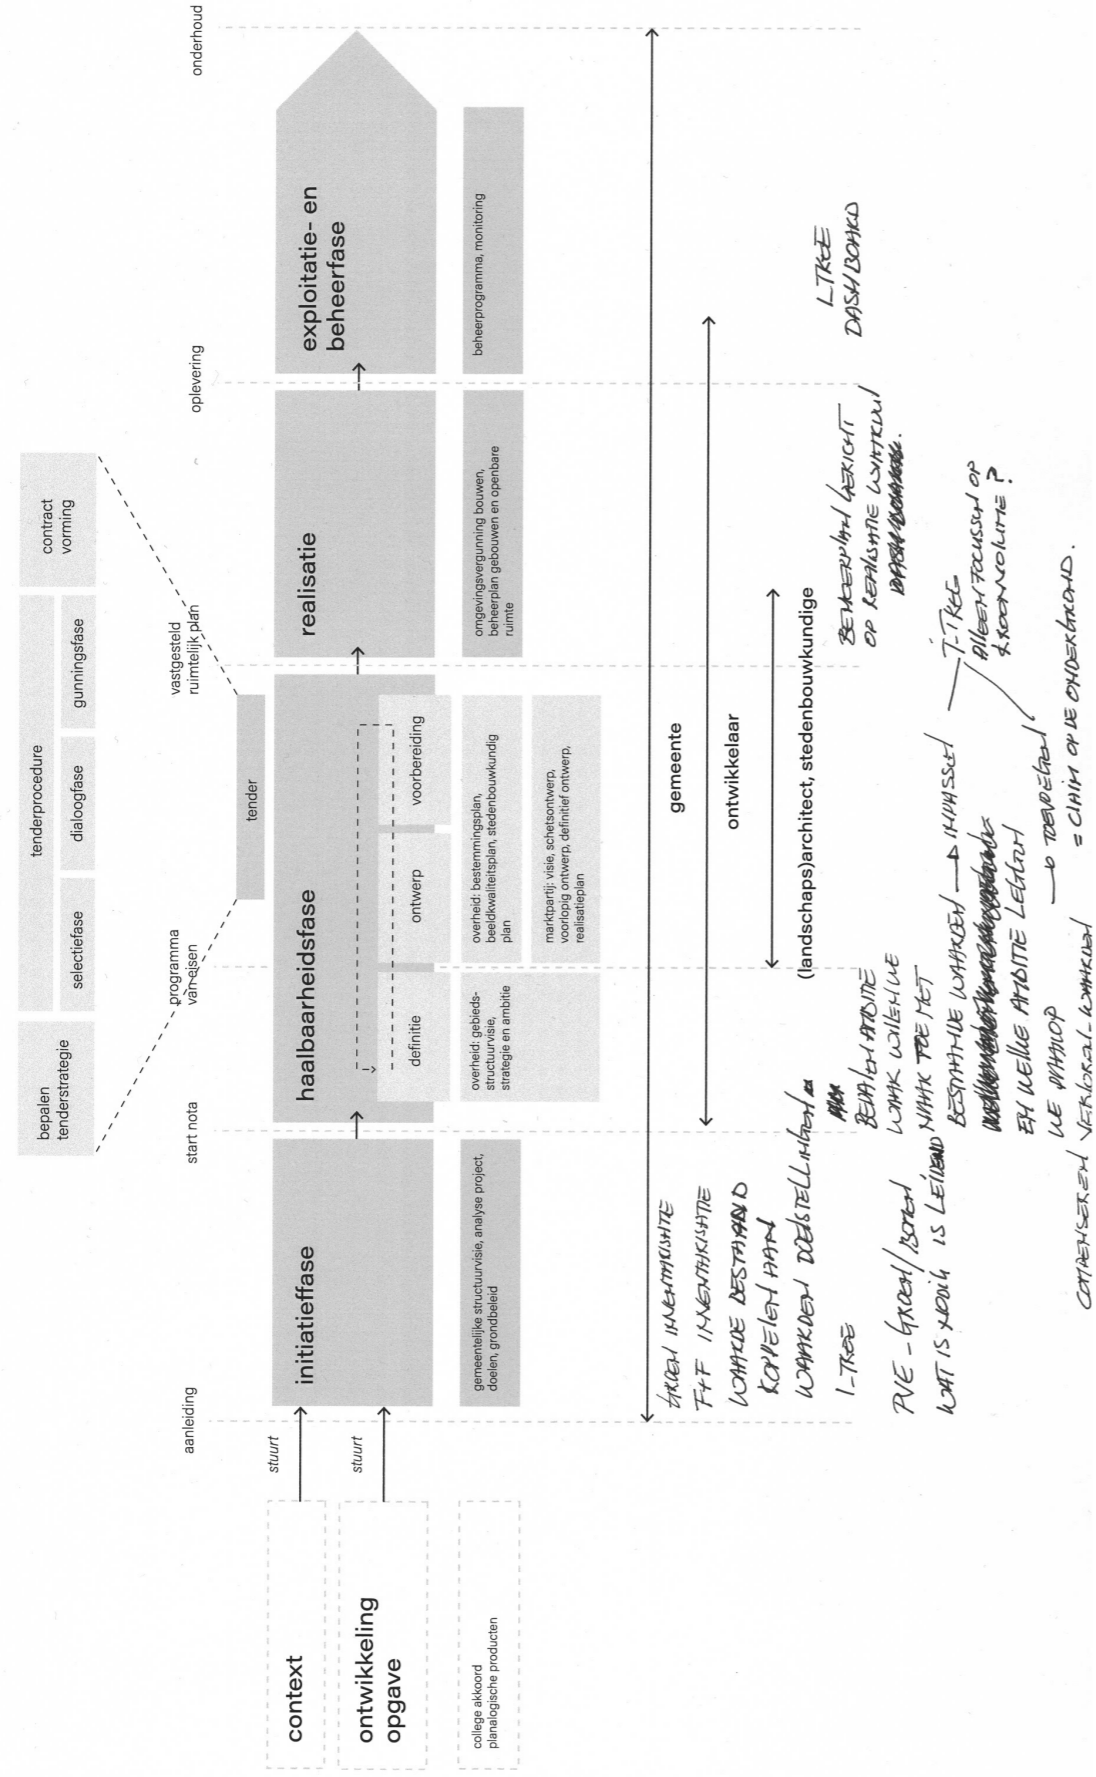 bepalen
tenderstrategie
tenderprocedure
selectiefase
dialoogfase
gunningsfase
contract
vorming
tender
aanleiding
start nota
programma
van eisen
vastgesteld
ruimtelijk plan
oplevering
onderhoud
context
stuurt
ontwikkeling
opgave
stuurt
college akkoord
planalogische producten
initiatieffase
gemeentelijke structuurvisie, analyse project,
doelen, grondbeleid
haalbaarheidsfase
definitie
ontwerp
voorbereiding
overheid: gebieds-
structuurvisie,
strategie en ambitie
overheid: bestemmingsplan,
beeldkwaliteitsplan, stedenbouwkundig
plan
marktpartij: visie, schetsontwerp,
voorlopig ontwerp, definitief ontwerp,
realisatieplan
realisatie
omgevingsvergunning bouwen,
beheerplan gebouwen en openbare
ruimte
exploitatie- en
beheerfase
beheerprogramma, monitoring
gemeente
ontwikkelaar
(landschaps)architect, stedenbouwkundige
GROEN INVENTARISATIE
F+F INVENTARISATIE
WAARDE BESTAAND
KOPPELEN AAN
WAARDEN DOELSTELLINGEN
I-TREE
PVE - GROEN/BOMEN
WAT IS NODIG IS LEIDEND
BEPALEN AMBITIE
WAAR WILLEN WE
NAAR TOE MET
BESTAANDE WAARDEN → INPASSEN
EN WELKE AMBITIE LEGGEN
WE DAAROP → TOEVOEGEN
COMPENSEREN VERLOREN WAARDEN = CLAIM OP DE ONDERGROND.
I-TREE
ALLEEN FOCUSSEN OP
KROONVOLUME?
BEHEERPLAN GERICHT
OP REALISATIE WAARDEN
I-TREE
DASHBOARD